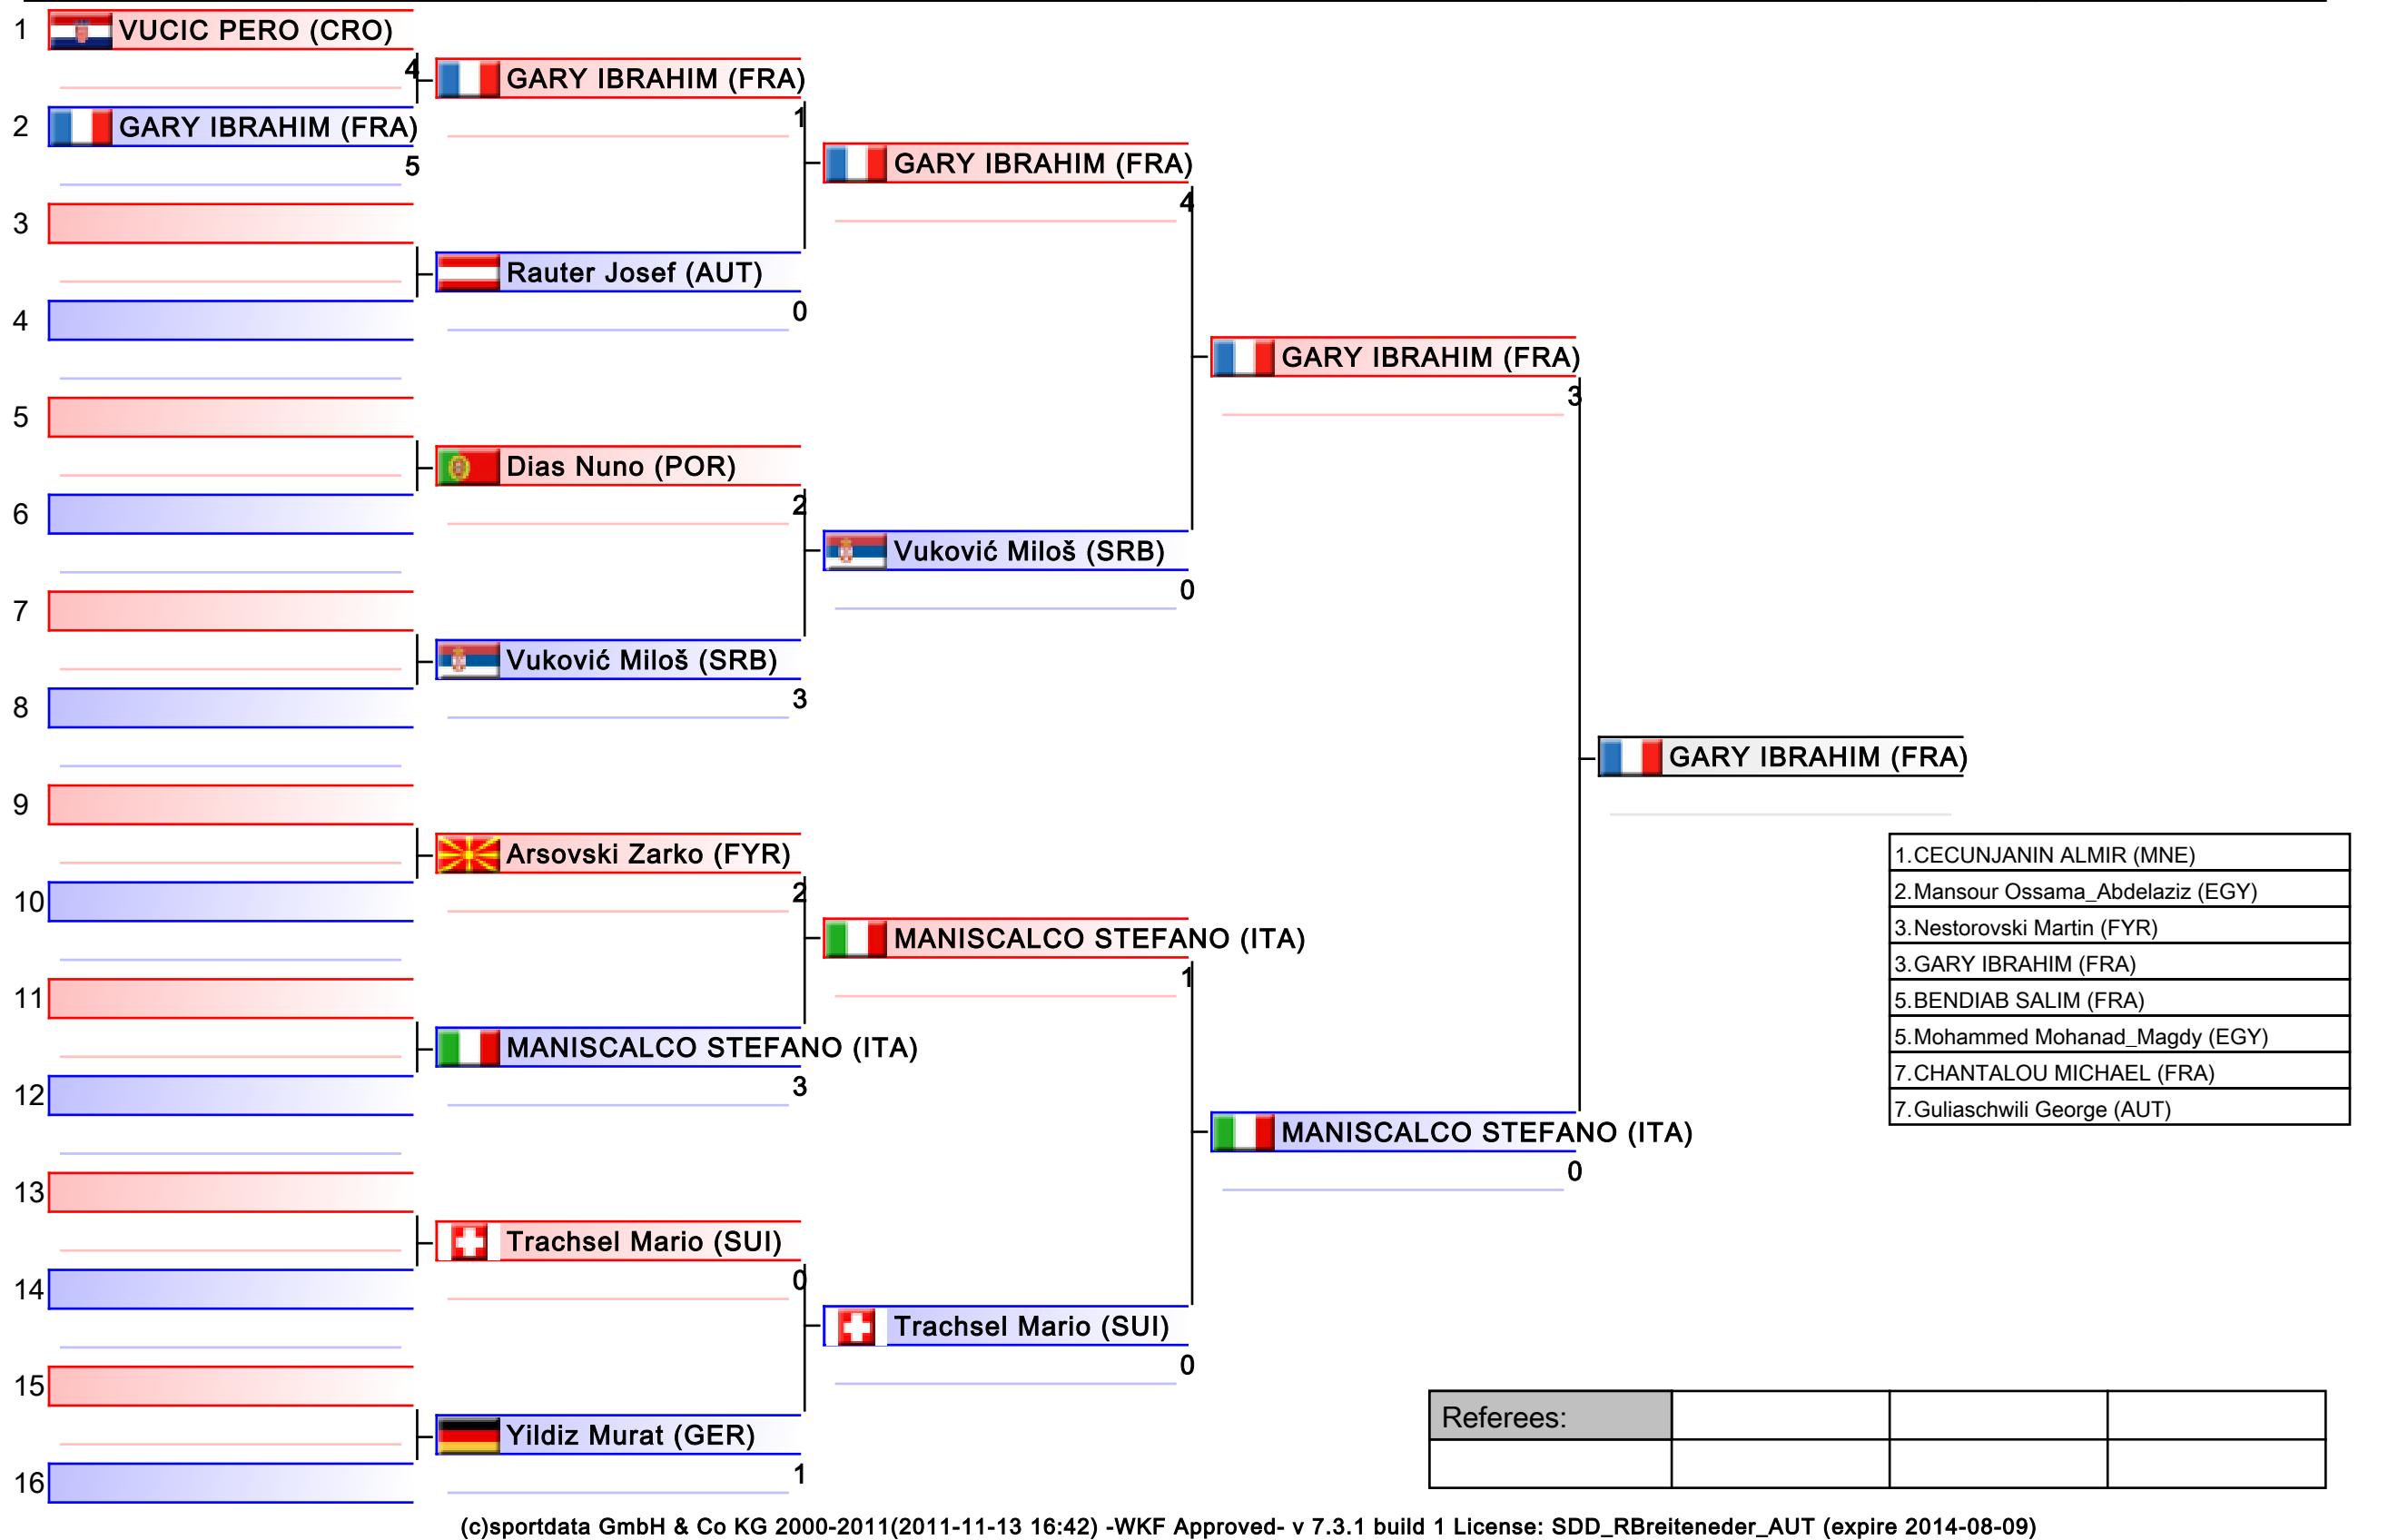 1 VUCIC PERO (CRO)
4
GARY IBRAHIM (FRA)
1
2 GARY IBRAHIM (FRA)
5
GARY IBRAHIM (FRA)
4
3
Rauter Josef (AUT)
0
4
GARY IBRAHIM (FRA)
3
5
Dias Nuno (POR)
2
6
Vuković Miloš (SRB)
0
7
Vuković Miloš (SRB)
3
8
GARY IBRAHIM (FRA)
9
Arsovski Zarko (FYR)
2
10
MANISCALCO STEFANO (ITA)
1
11
MANISCALCO STEFANO (ITA)
3
12
MANISCALCO STEFANO (ITA)
0
13
Trachsel Mario (SUI)
0
14
Trachsel Mario (SUI)
0
15
Yildiz Murat (GER)
1
16
1.CECUNJANIN ALMIR (MNE)
2.Mansour Ossama_Abdelaziz (EGY)
3.Nestorovski Martin (FYR)
3.GARY IBRAHIM (FRA)
5.BENDIAB SALIM (FRA)
5.Mohammed Mohanad_Magdy (EGY)
7.CHANTALOU MICHAEL (FRA)
7.Guliaschwili George (AUT)
Referees:
(c)sportdata GmbH & Co KG 2000-2011(2011-11-13 16:42) -WKF Approved- v 7.3.1 build 1 License: SDD_RBreiteneder_AUT (expire 2014-08-09)